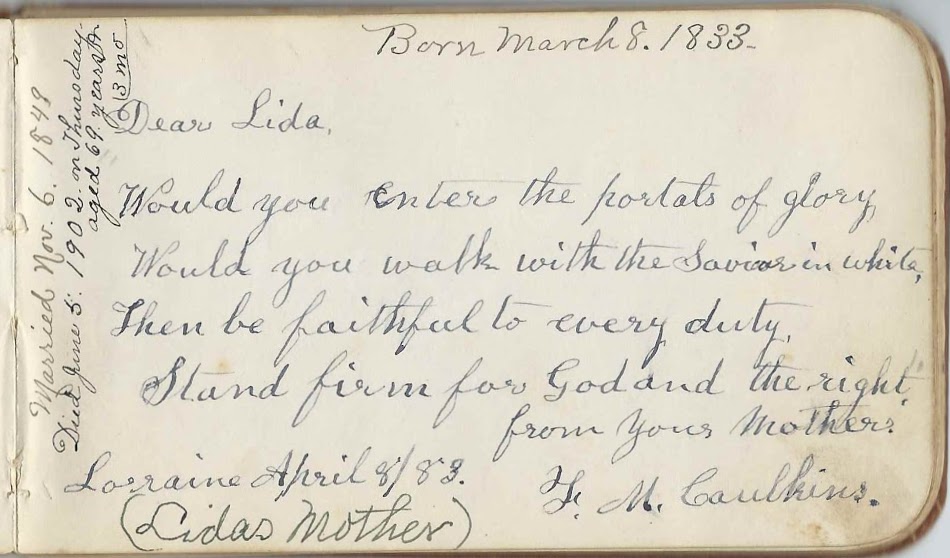 Born March 8. 1833.
Married Nov. 6. 1848
Died June 5. 1902. on Thursday
aged 69. years &
3 mo
Dear Lida,
Would you enter the portals of glory,
Would you walk with the Savior in white,
Then be faithful to every duty,
Stand firm for God and the right.
from your Mother.
Lorraine April 8/83.
F. M. Caulkins.
(Lidas Mother)